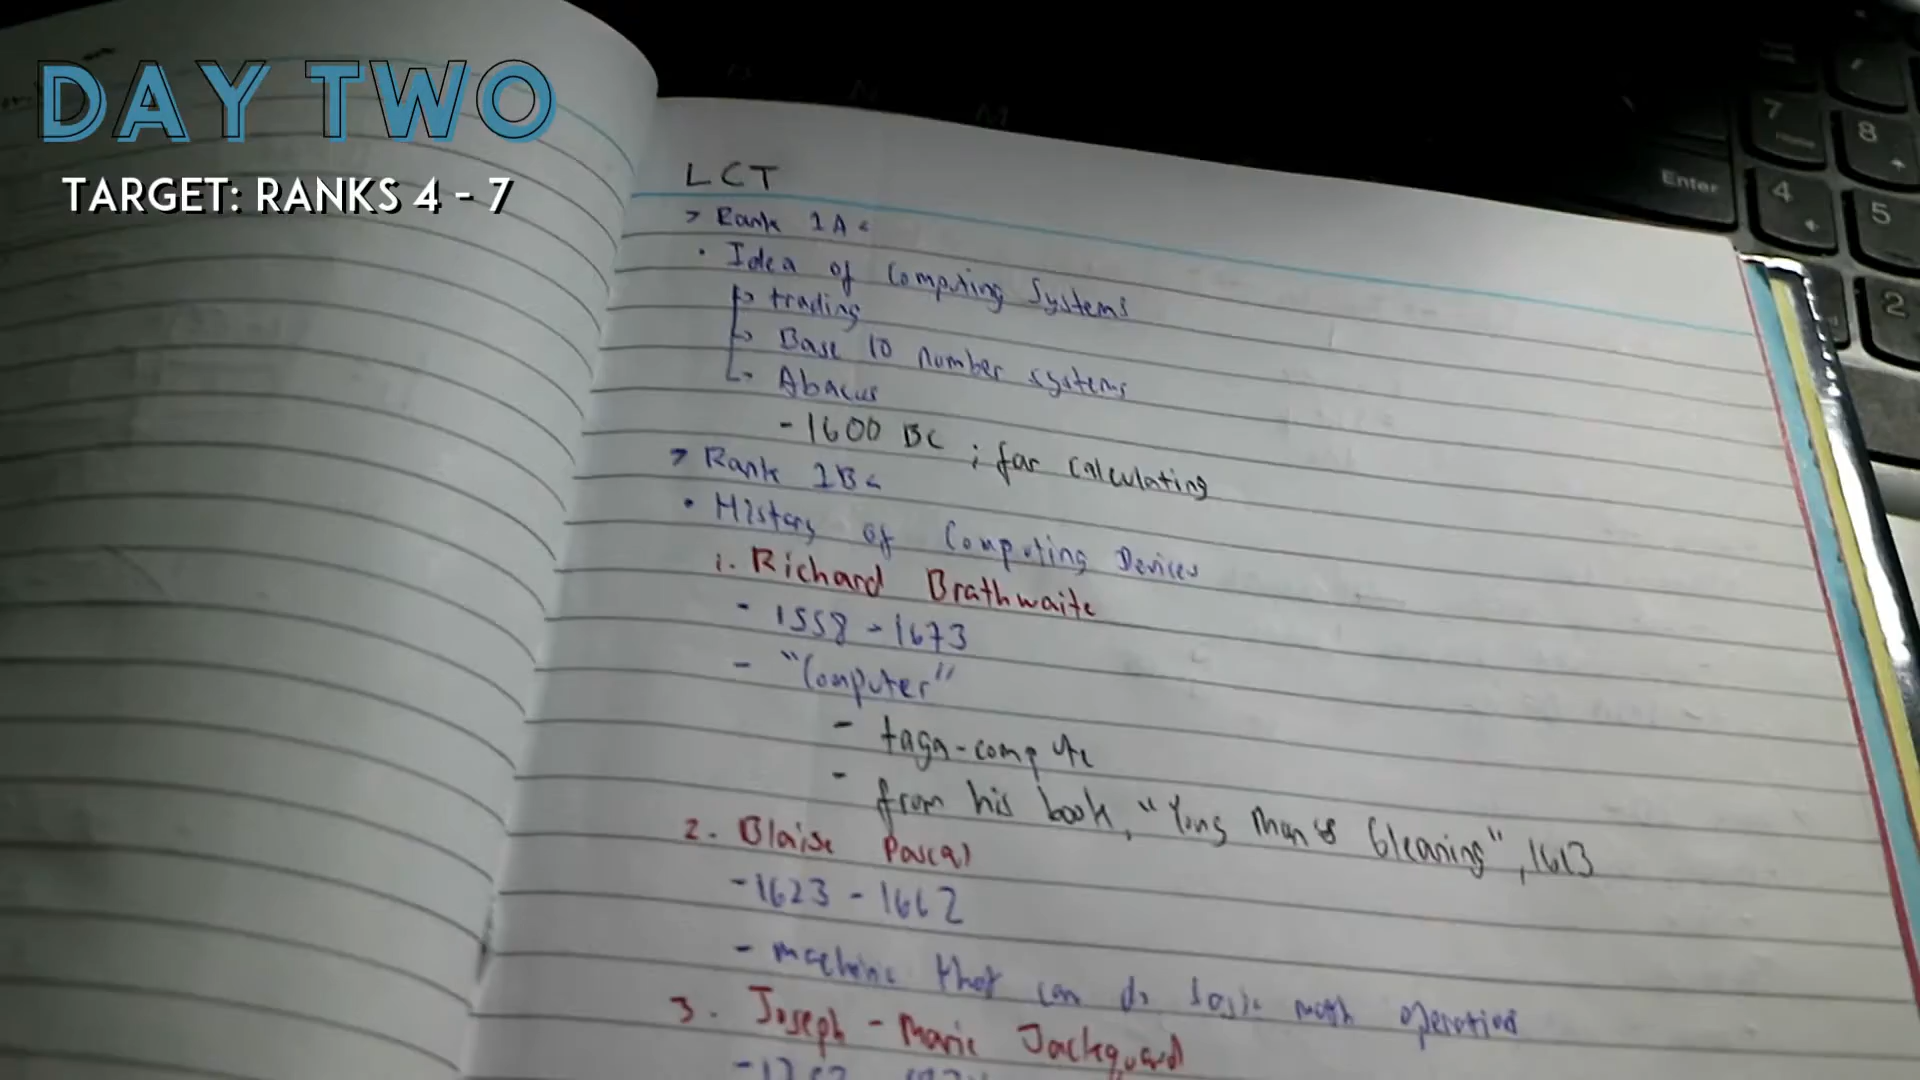 DAY TWO
TARGET: RANKS 4 - 7
LCT
> Rank 1A <
• Idea of Computing Systems
→ trading
→ Base 10 number systems
→ Abacus
- 1600 BC ; for calculating
> Rank 1B <
• History of Computing Devices
1. Richard Brathwaite
- 1558 - 1673
- "Computer"
- taga-compute
- from his book, "Yong Man's Gleaning", 1613
2. Blaise Pascal
- 1623 - 1662
- machine that can do basic math operations
3. Joseph - Marie Jackquard
Enter
7
Home
8
4
5
2